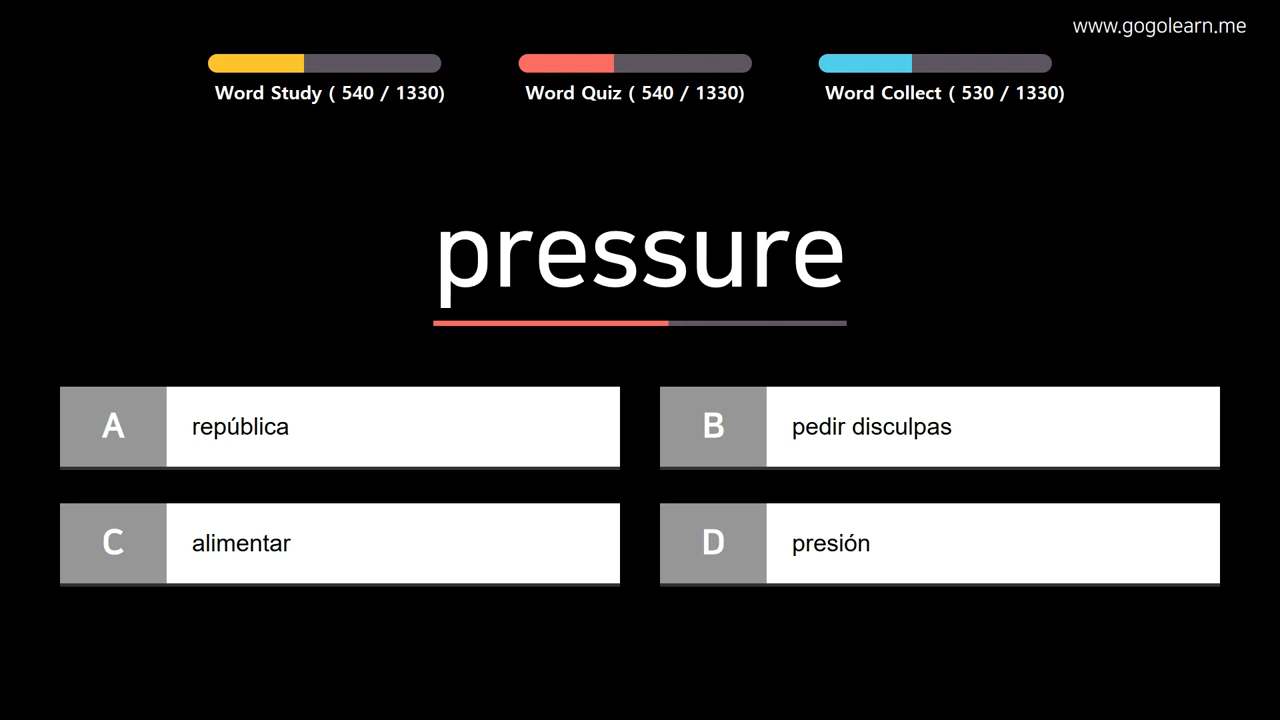 www.gogolearn.me
Word Study ( 540 / 1330)
Word Quiz ( 540 / 1330)
Word Collect ( 530 / 1330)
pressure
A república
B pedir disculpas
C alimentar
D presión